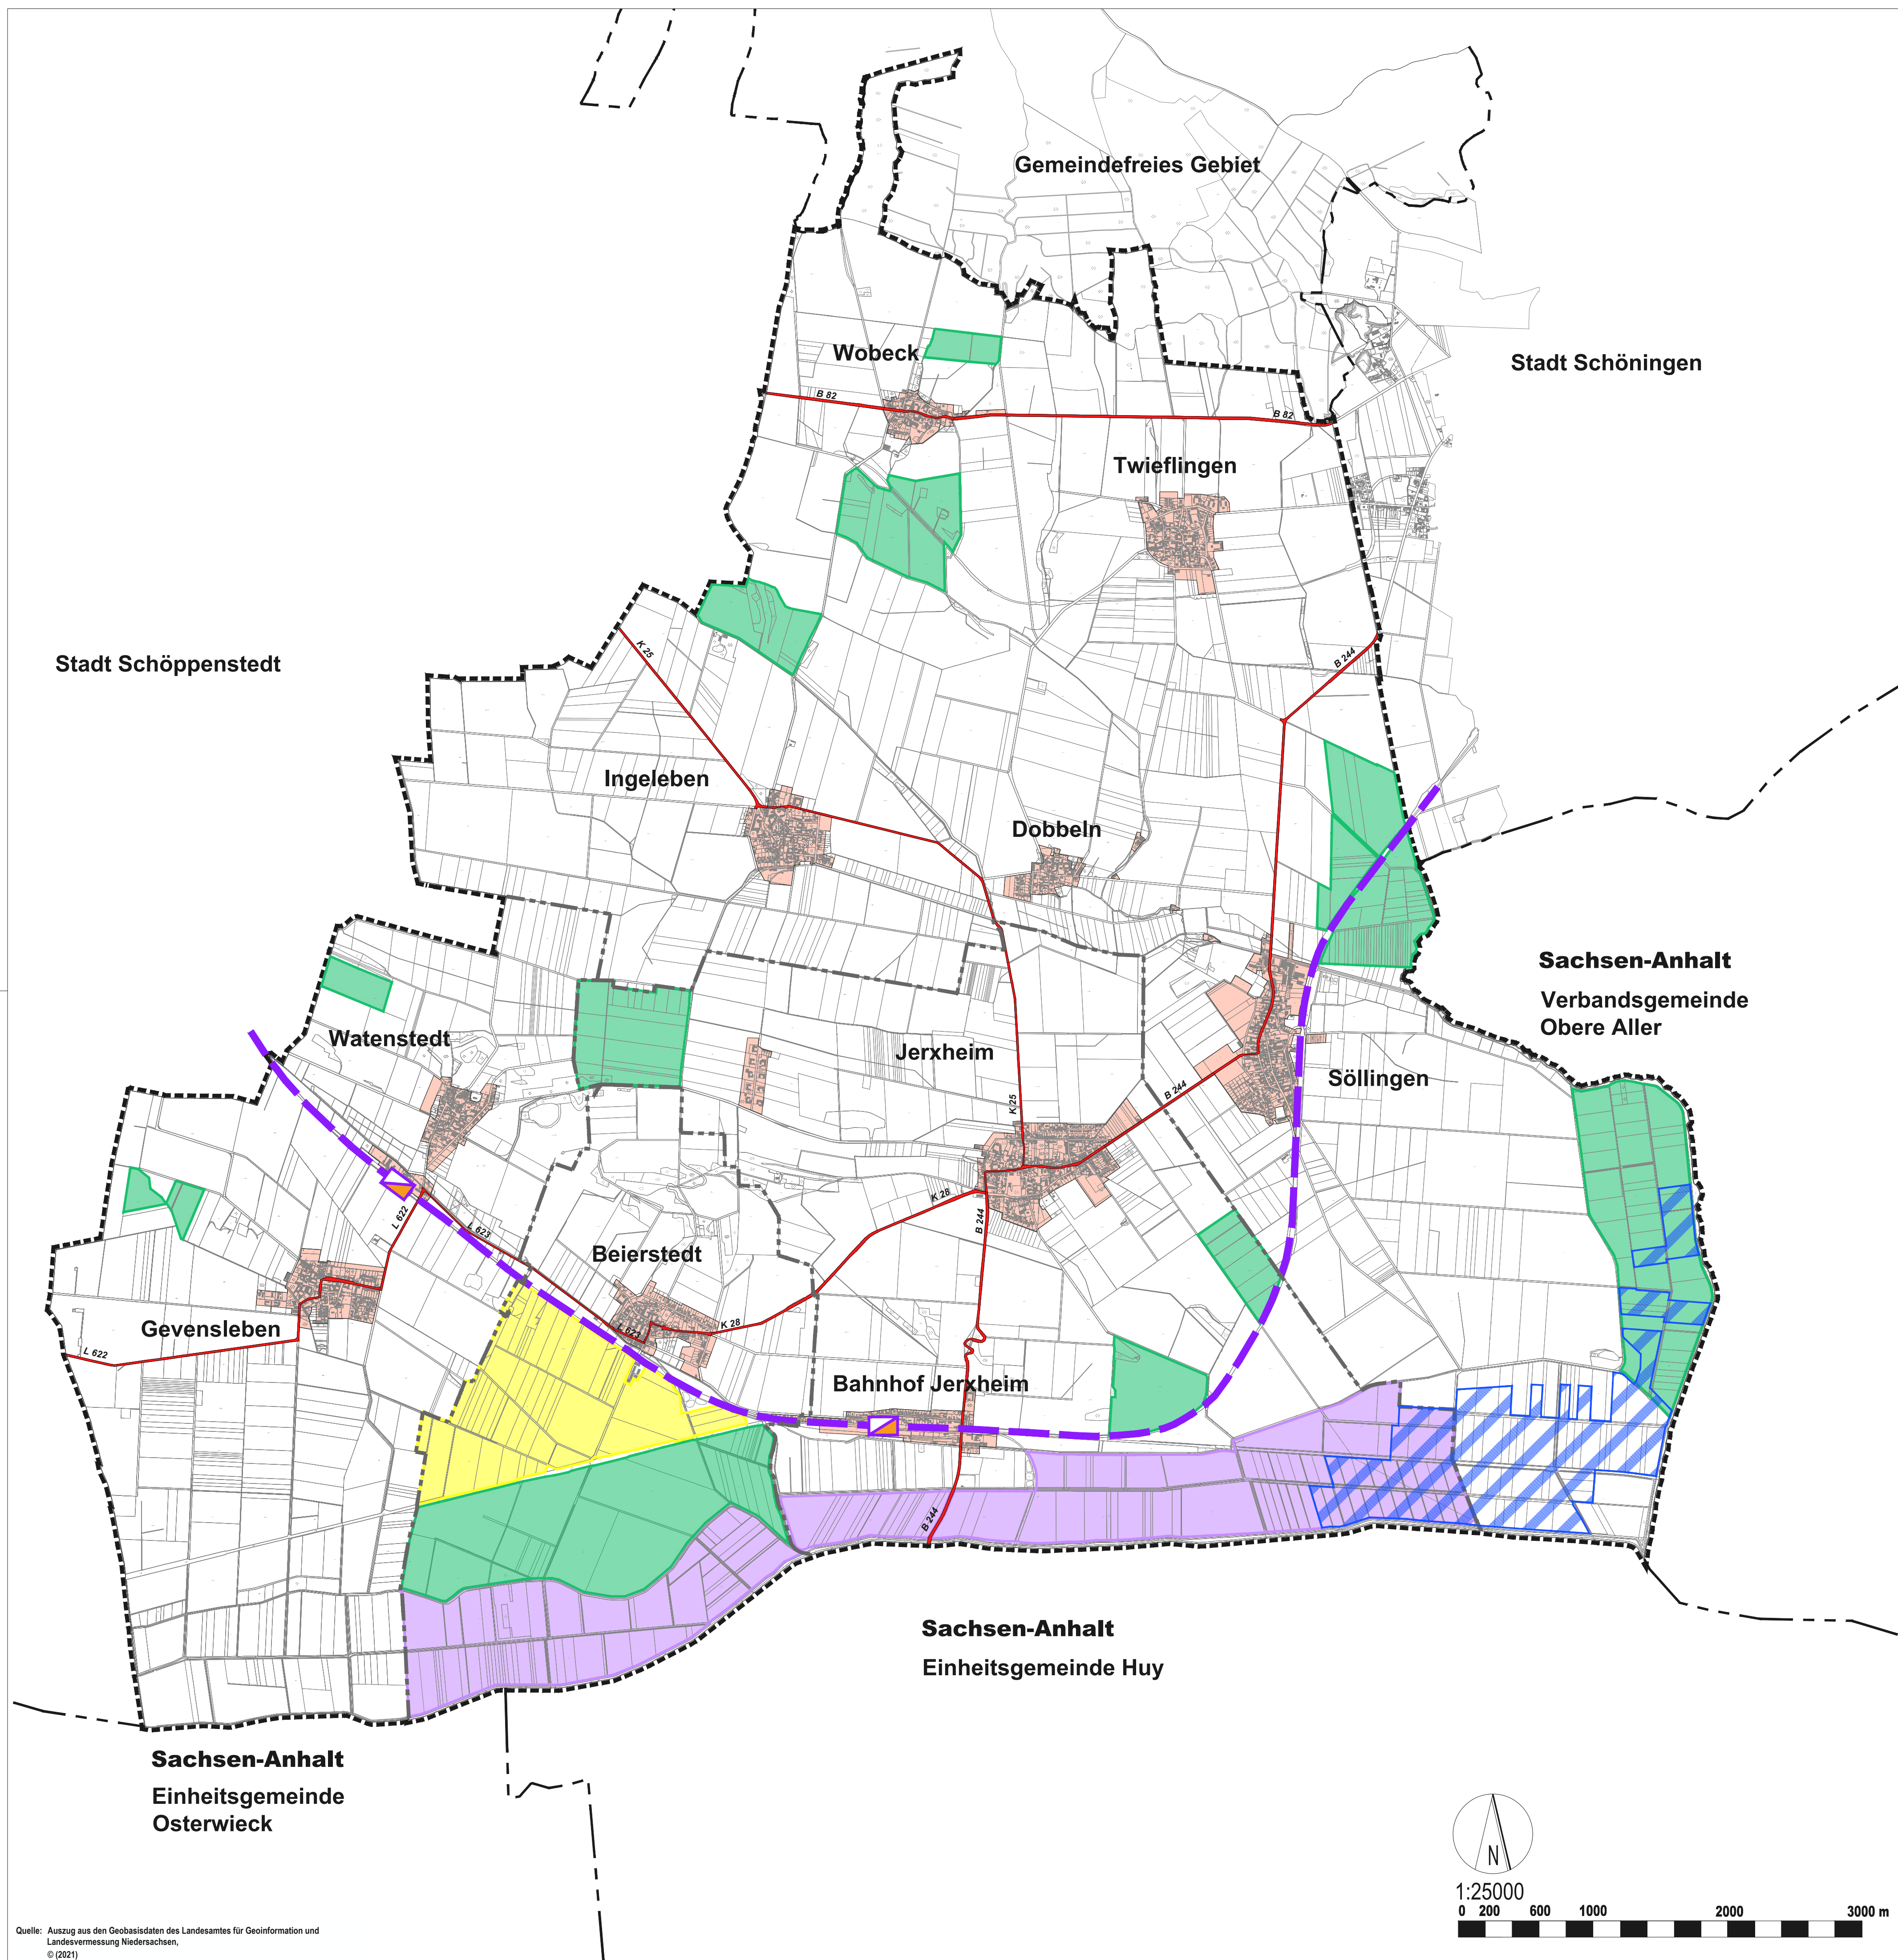 Gemeindefreies Gebiet
Wobeck
Stadt Schöningen
B 82
B 82
Twieflingen
Stadt Schöppenstedt
K 25
B 244
Ingeleben
Dobbeln
Sachsen-Anhalt
Verbandsgemeinde
Obere Aller
Watenstedt
Jerxheim
Söllingen
K 25
B 244
K 28
L 622
L 623
B 244
Beierstedt
Gevensleben
L 623
K 28
L 622
Bahnhof Jerxheim
B 244
Sachsen-Anhalt
Einheitsgemeinde Huy
Sachsen-Anhalt
Einheitsgemeinde
Osterwieck
N
1:25000
0 200 600 1000 2000 3000 m
Quelle: Auszug aus den Geobasisdaten des Landesamtes für Geoinformation und
Landesvermessung Niedersachsen,
© (2021)